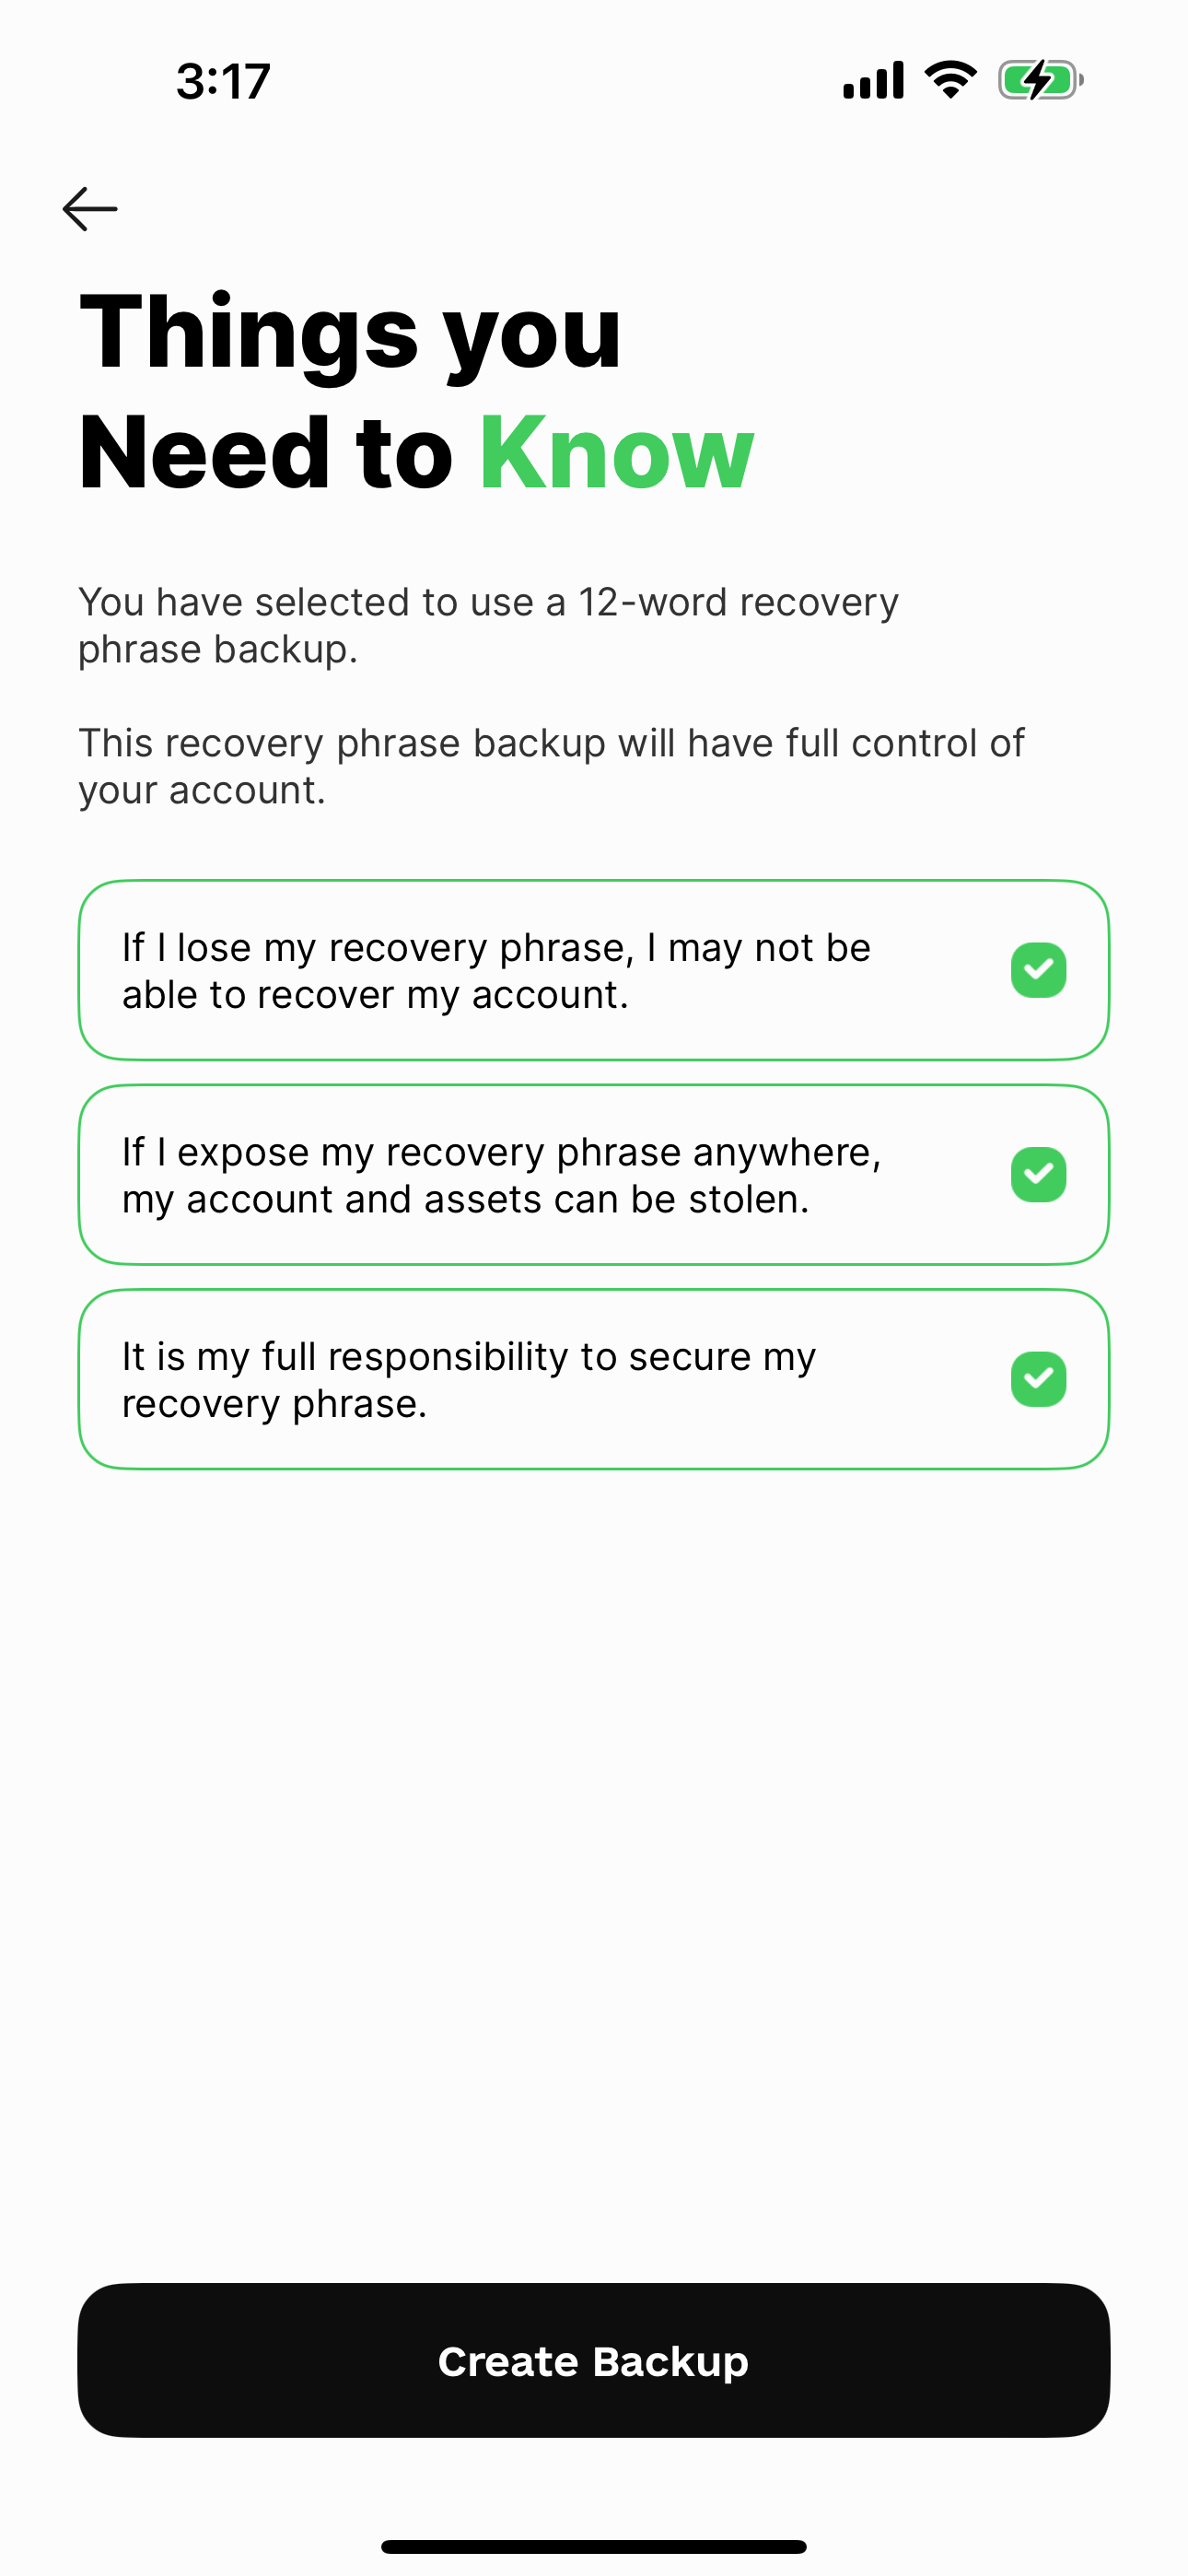 3:17
Things you
Need to Know
You have selected to use a 12-word recovery
phrase backup.
This recovery phrase backup will have full control of
your account.
If I lose my recovery phrase, I may not be
able to recover my account.
If I expose my recovery phrase anywhere,
my account and assets can be stolen.
It is my full responsibility to secure my
recovery phrase.
Create Backup